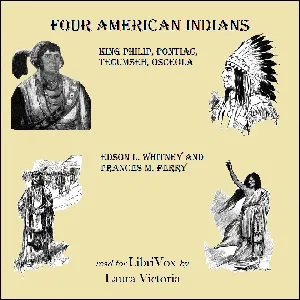 FOUR AMERICAN INDIANS
KING PHILIP, PONTIAC,
TECUMSEH, OSCEOLA
EDSON L. WHITNEY AND
FRANCES M. PERRY
read for LibriVox by
Laura Victoria